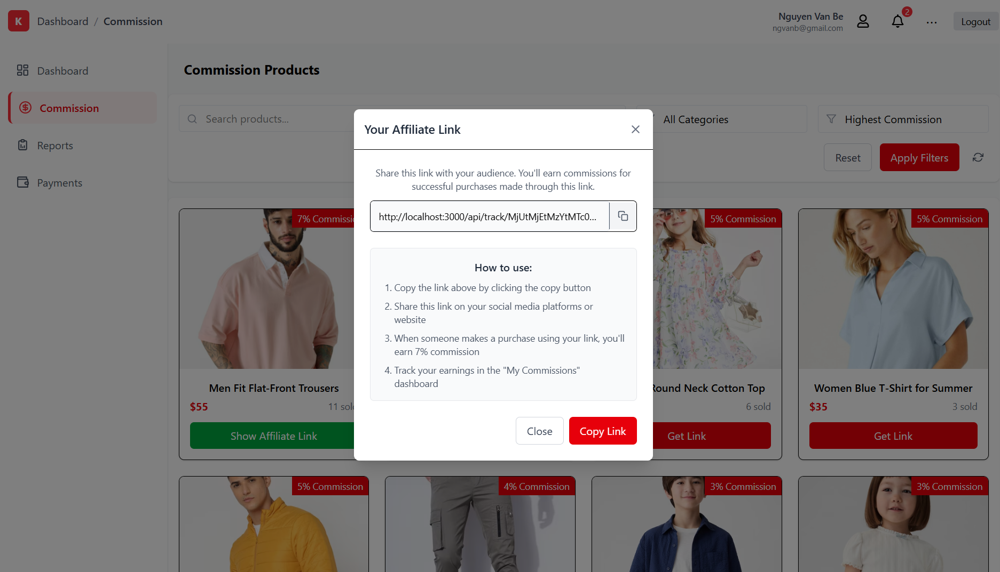 K
Dashboard / Commission
Nguyen Van Be
ngvanb@gmail.com
2
Logout
Dashboard
Commission
Reports
Payments
Commission Products
Search products...
All Categories
Highest Commission
Reset
Apply Filters
Your Affiliate Link
Share this link with your audience. You'll earn commissions for
successful purchases made through this link.
http://localhost:3000/api/track/MjUtMjEtMzYtMTc0...
How to use:
1. Copy the link above by clicking the copy button
2. Share this link on your social media platforms or
website
3. When someone makes a purchase using your link, you'll
earn 7% commission
4. Track your earnings in the "My Commissions"
dashboard
Close
Copy Link
7% Commissi
Men Fit Flat-Front Trousers
$55
11 sol
Show Affiliate Link
5% Commission
Round Neck Cotton Top
6 sold
Get Link
5% Commission
Women Blue T-Shirt for Summer
$35
3 sold
Get Link
5% Commission
4% Commission
3% Commission
3% Commission